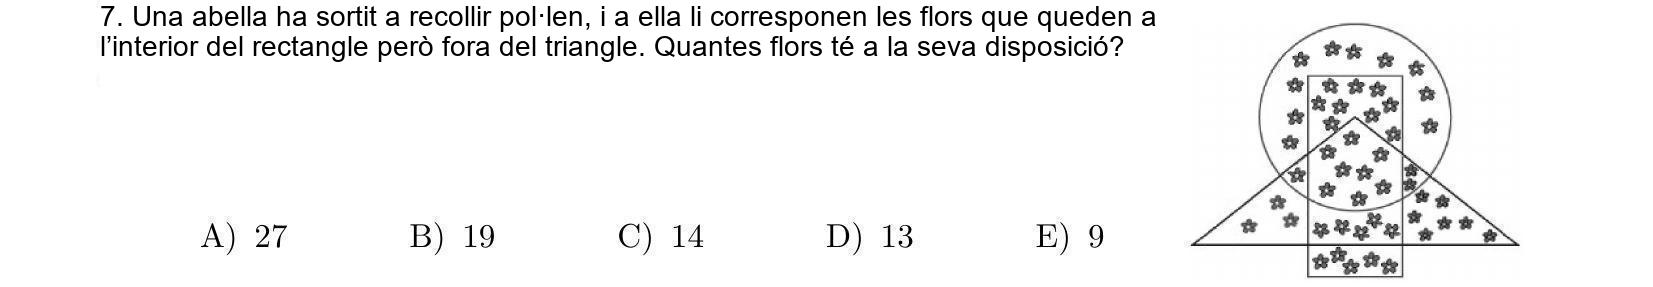 7. Una abella ha sortit a recollir pol·len, i a ella li corresponen les flors que queden a
l’interior del rectangle però fora del triangle. Quantes flors té a la seva disposició?
A) 27 B) 19 C) 14 D) 13 E) 9